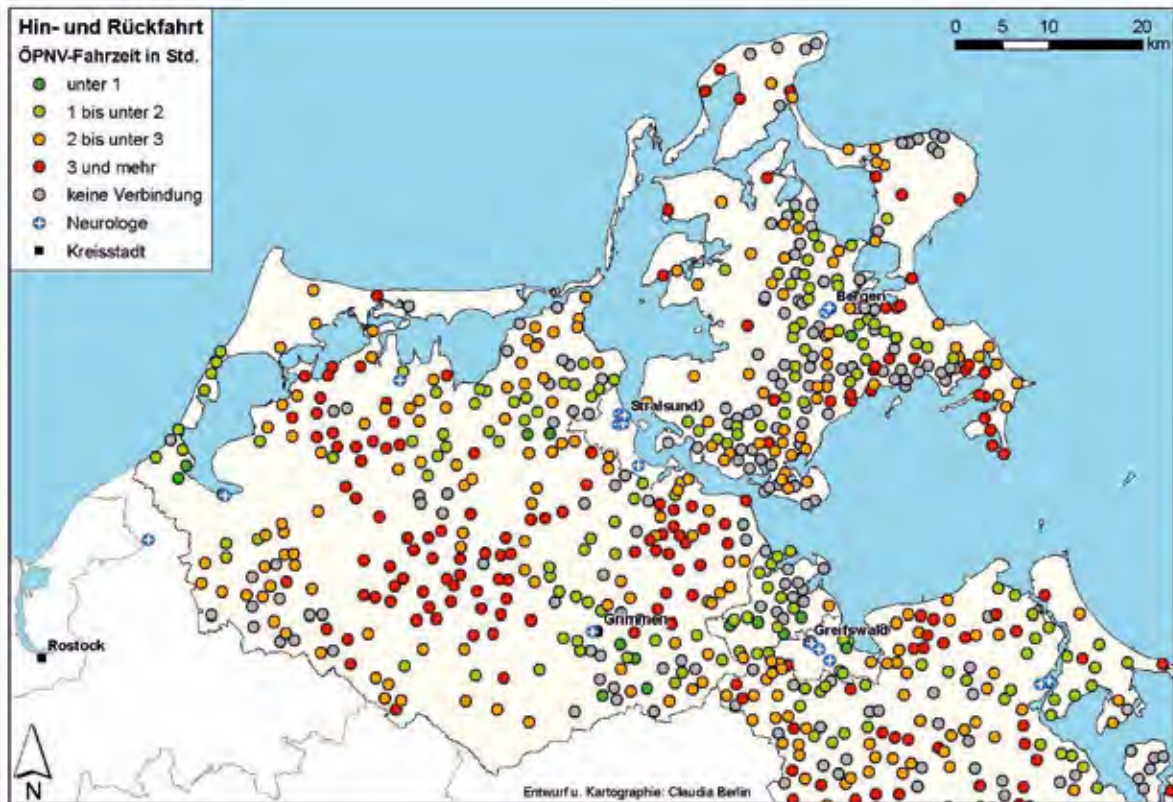 Hin- und Rückfahrt
ÖPNV-Fahrzeit in Std.
unter 1
1 bis unter 2
2 bis unter 3
3 und mehr
keine Verbindung
Neurologe
Kreisstadt
0 5 10 20
km
Bergen
Stralsund
Grimmen
Greifswald
Rostock
N
Entwurf u. Kartographie: Claudia Berlin